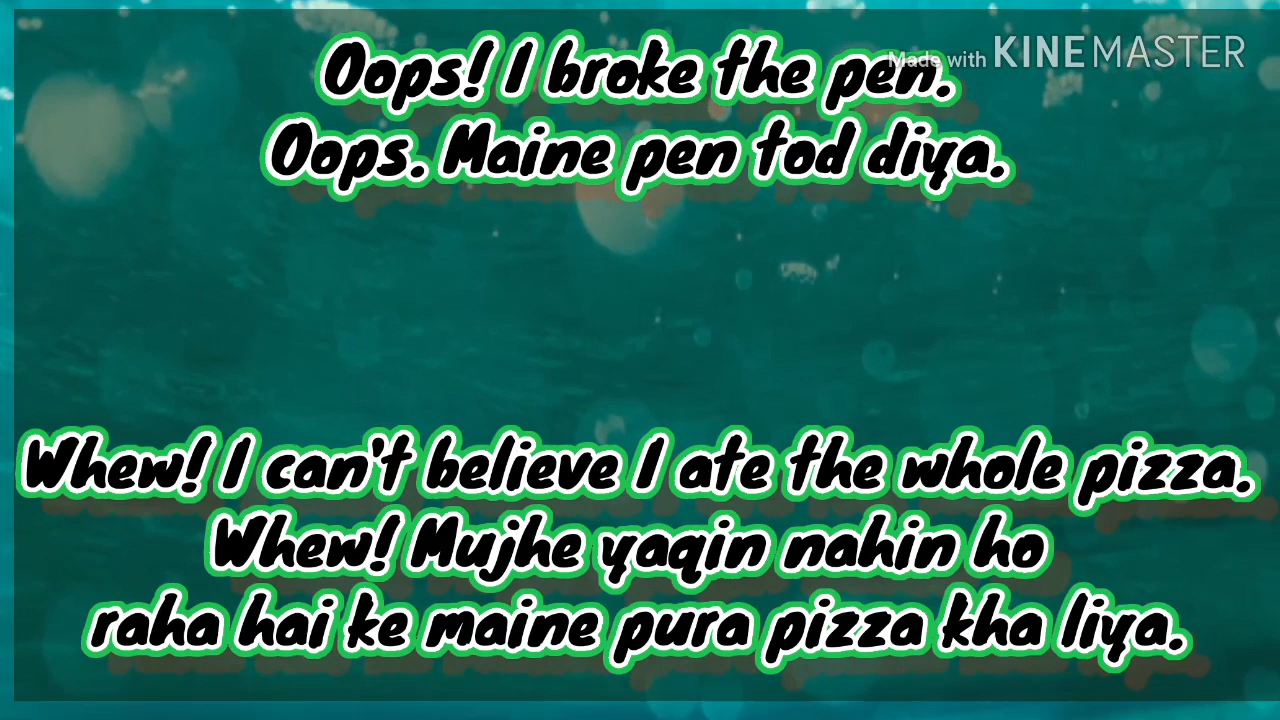 Made with KINEMASTER
Oops! I broke the pen.
Oops. Maine pen tod diya.
Whew! I can't believe I ate the whole pizza.
Whew! Mujhe yaqin nahin ho
raha hai ke maine pura pizza kha liya.